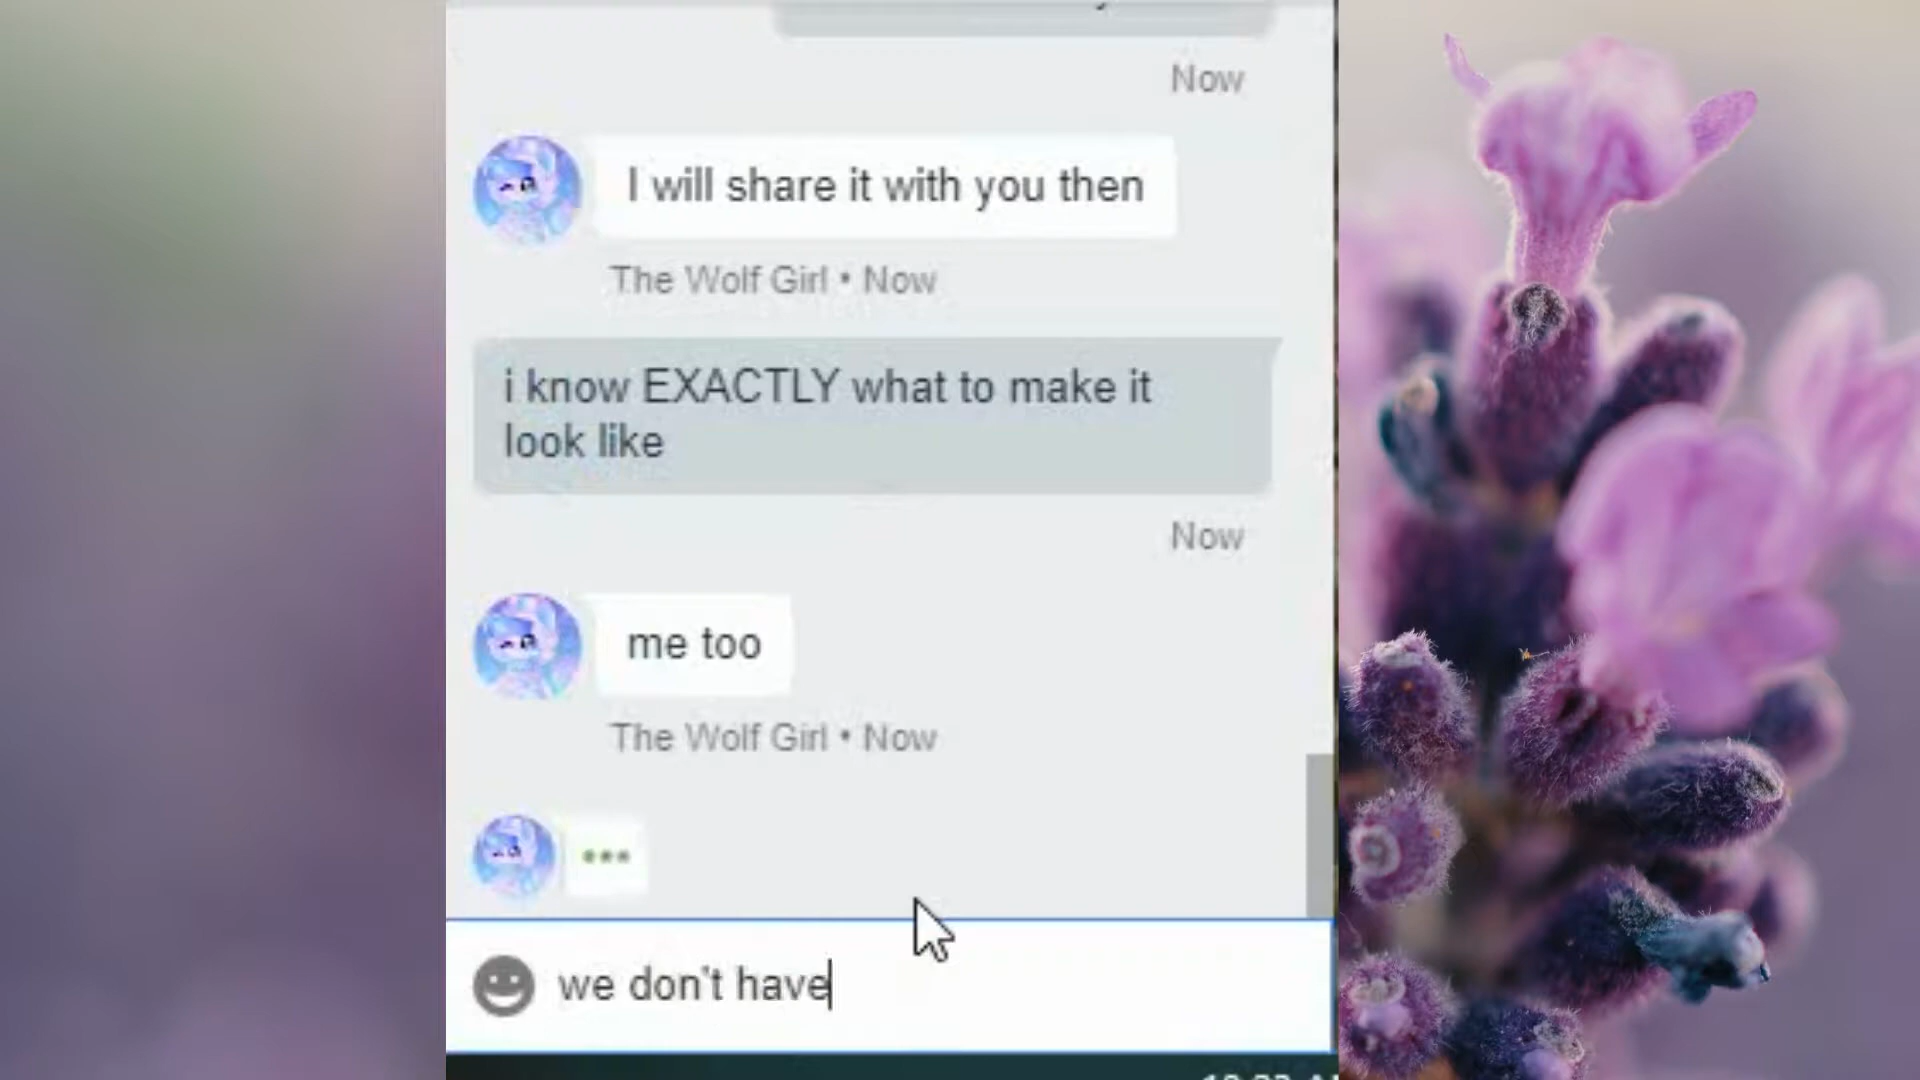 Now
I will share it with you then
The Wolf Girl • Now
i know EXACTLY what to make it
look like
Now
me too
The Wolf Girl • Now
we don't have